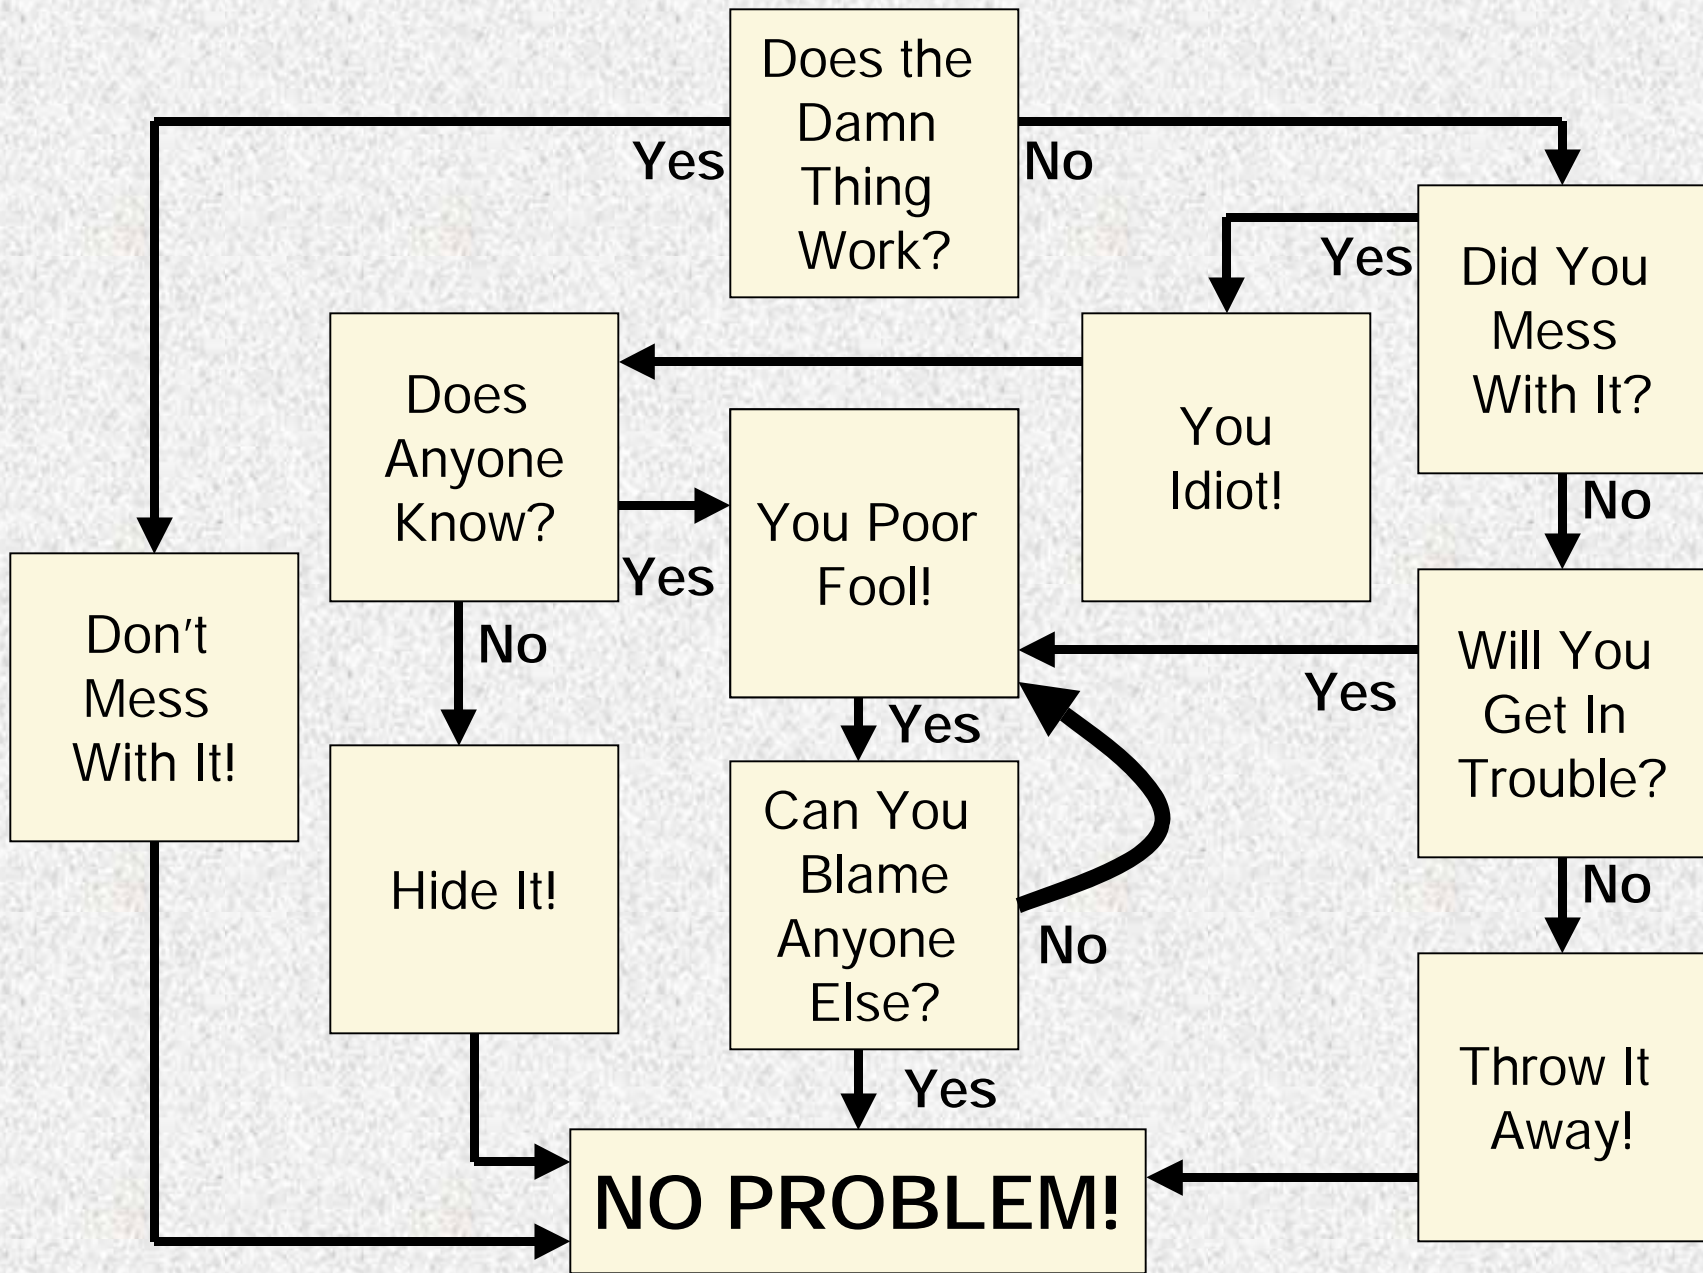 Does the
Damn
Thing
Work?
Yes
No
Did You
Mess
With It?
Yes
No
You
Idiot!
Does
Anyone
Know?
Yes
No
You Poor
Fool!
Yes
Will You
Get In
Trouble?
Yes
No
Don't
Mess
With It!
Hide It!
Can You
Blame
Anyone
Else?
No
Yes
Throw It
Away!
NO PROBLEM!